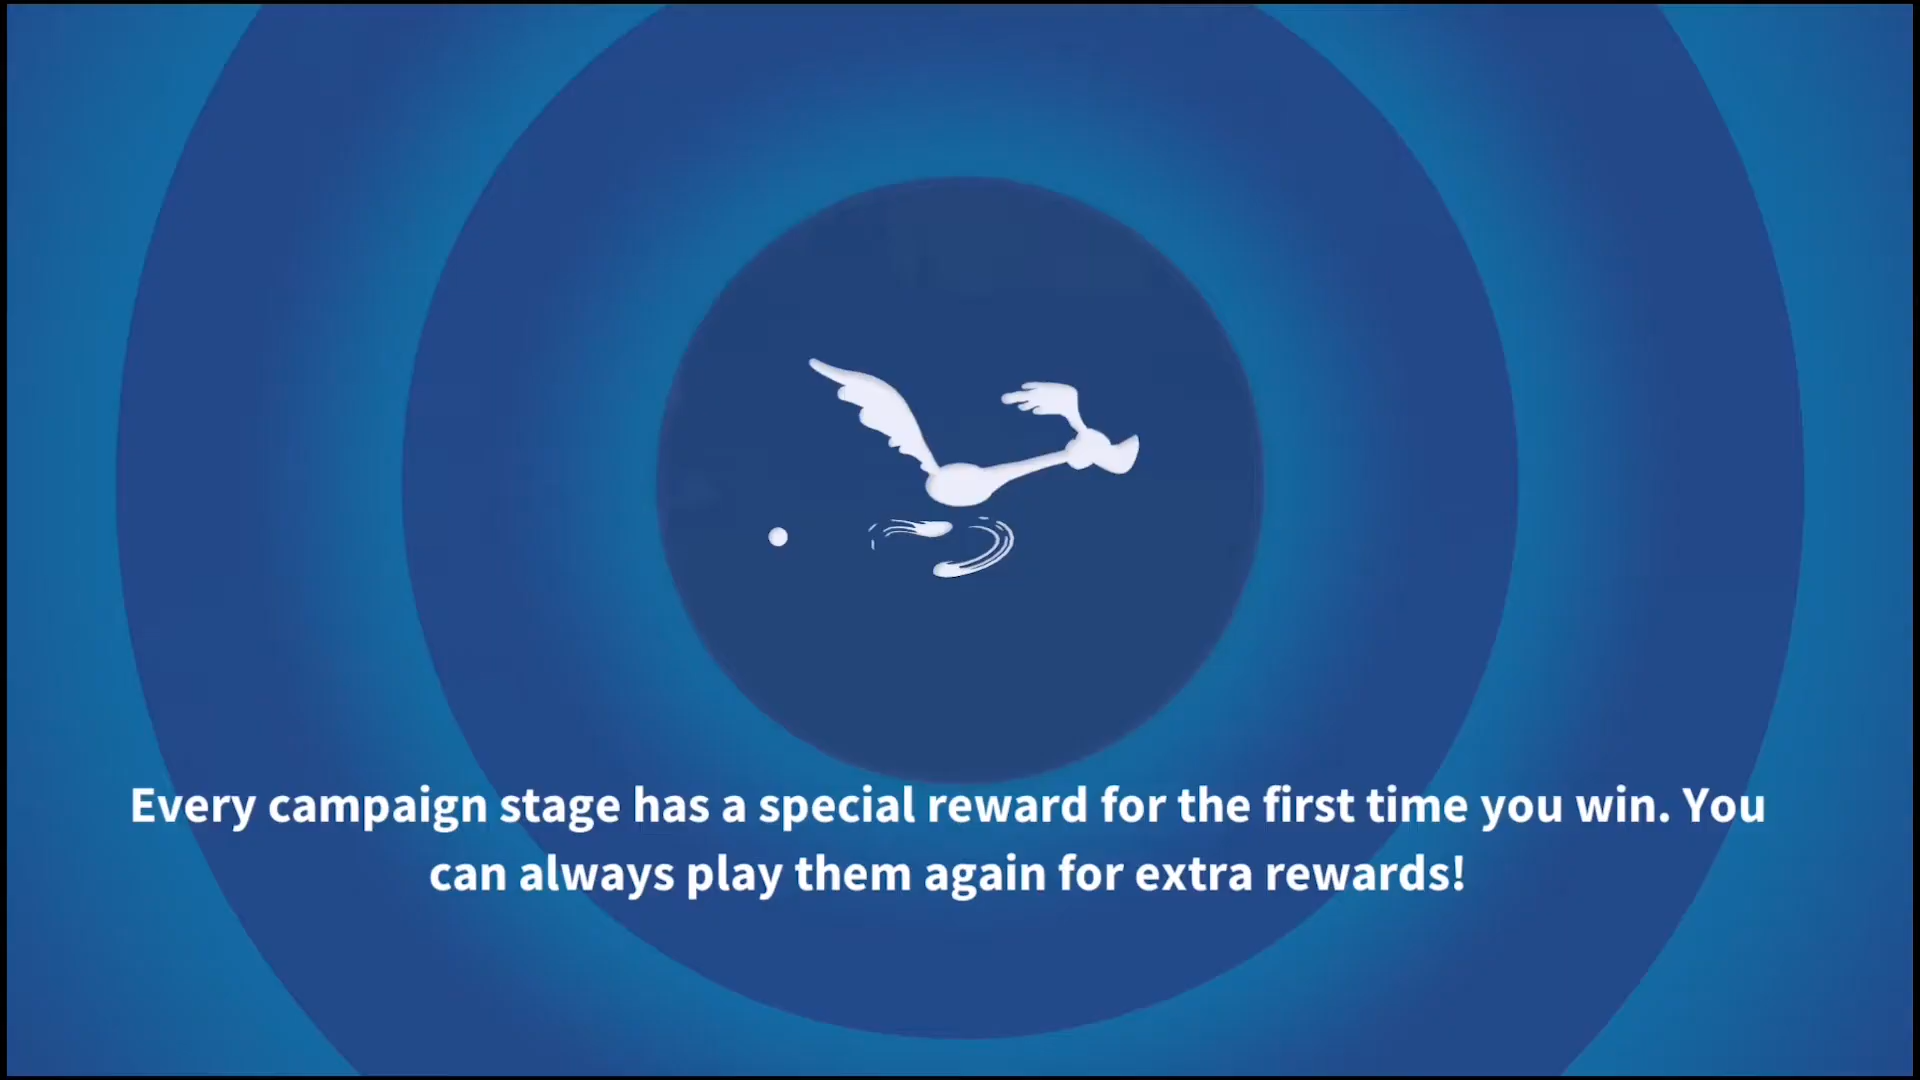 Every campaign stage has a special reward for the first time you win. You
can always play them again for extra rewards!